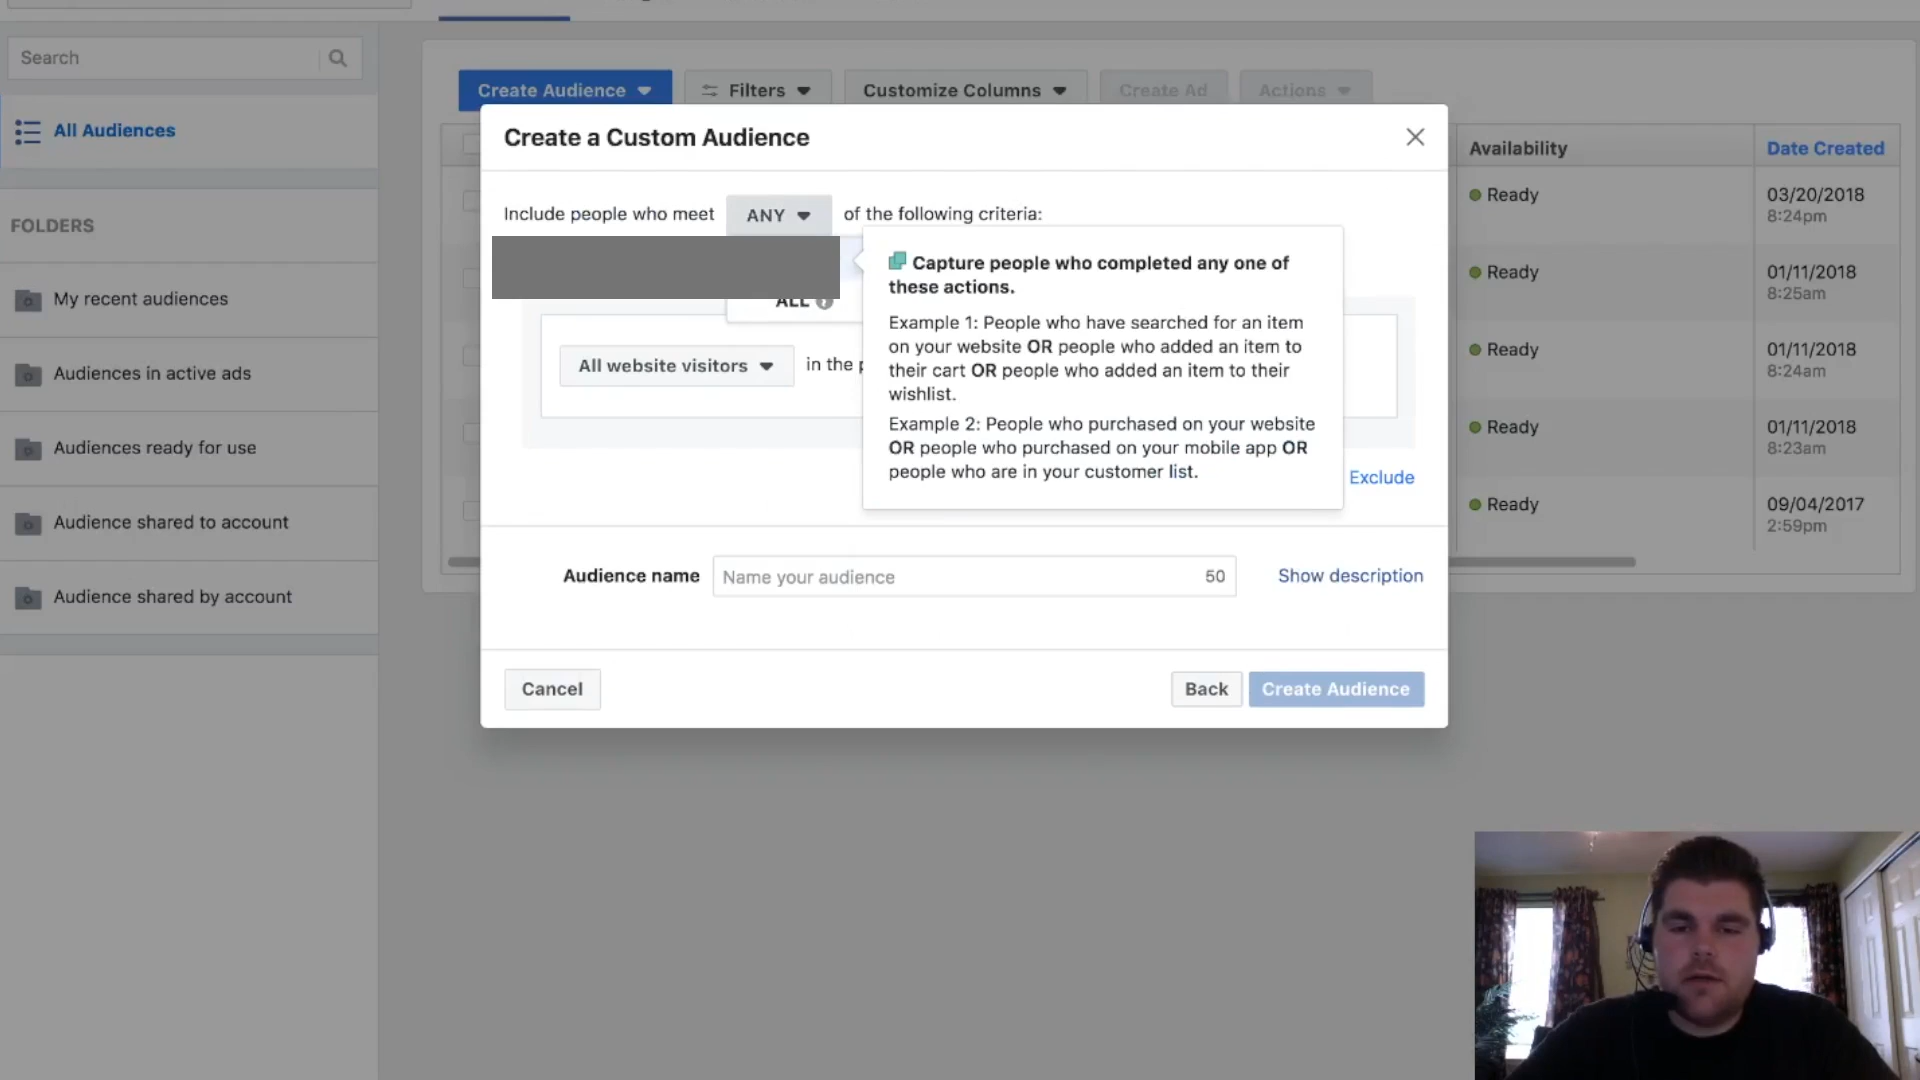 Search
All Audiences
FOLDERS
My recent audiences
Audiences in active ads
Audiences ready for use
Audience shared to account
Audience shared by account
Create Audience
Filters
Customize Columns
Create Ad
Actions
Availability
Date Created
Ready
03/20/2018
8:24pm
Ready
01/11/2018
8:25am
Ready
01/11/2018
8:24am
Ready
01/11/2018
8:23am
Ready
09/04/2017
2:59pm
Create a Custom Audience
Include people who meet ANY of the following criteria:
ALL
All website visitors in the
Capture people who completed any one of
these actions.
Example 1: People who have searched for an item
on your website OR people who added an item to
their cart OR people who added an item to their
wishlist.
Example 2: People who purchased on your website
OR people who purchased on your mobile app OR
people who are in your customer list.
Exclude
Audience name Name your audience 50 Show description
Cancel
Back
Create Audience